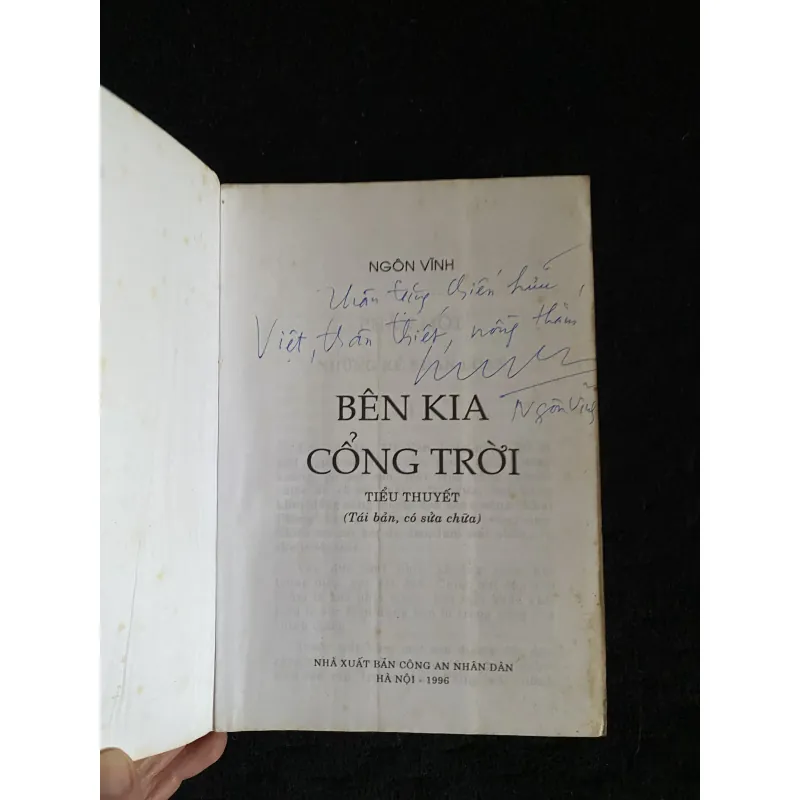 NGÔN VĨNH
Thân tặng chiến hữu
Việt, thân thiết, nồng thắm
Ngôn Vĩnh
BÊN KIA
CỔNG TRỜI
TIỂU THUYẾT
(Tái bản, có sửa chữa)
NHÀ XUẤT BẢN CÔNG AN NHÂN DÂN
HÀ NỘI - 1996